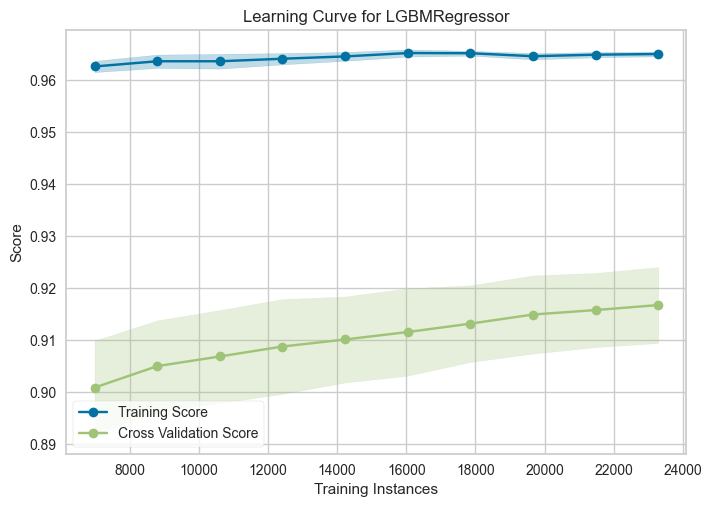 Learning Curve for LGBMRegressor
Score
0.96
0.95
0.94
0.93
0.92
0.91
0.90
0.89
Training Score
Cross Validation Score
8000 10000 12000 14000 16000 18000 20000 22000 24000
Training Instances